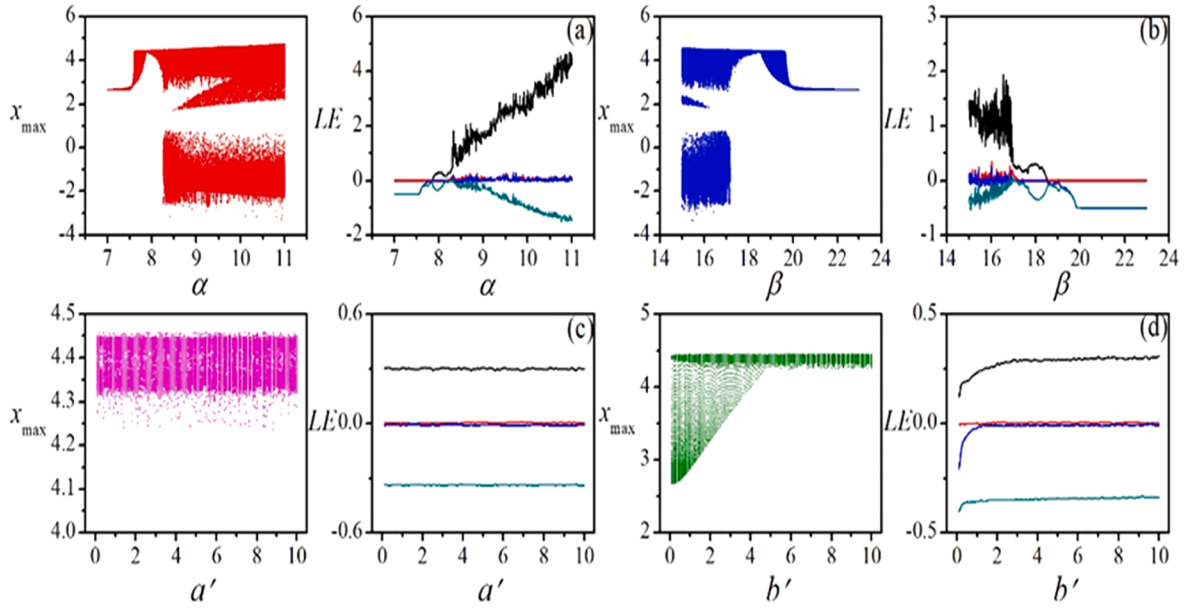 6 6 (a) 6 3 (b)
4 4 4 2
x max 2 LE x max 2 LE
0 2 0 1
-2 0 -2 0
-4 -2 -4 -1
7 8 9 10 11 7 8 9 10 11 14 16 18 20 22 24 14 16 18 20 22 24
α α β β
4.5 0.6 (c) 5 0.5 (d)
4.4 4
4.3
x max LE 0.0 x max LE 0.0
4.2 3
4.1
4.0 -0.6 2 -0.5
0 2 4 6 8 10 0 2 4 6 8 10 0 2 4 6 8 10 0 2 4 6 8 10
a′ a′ b′ b′